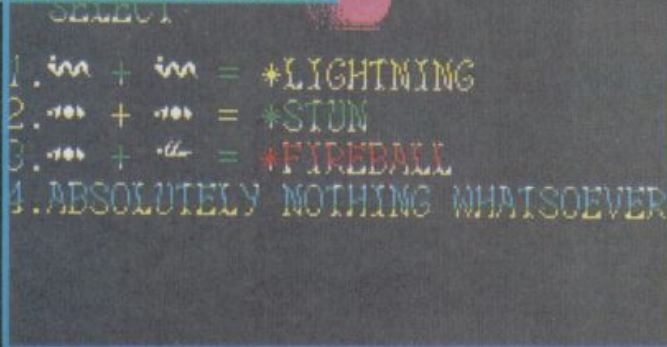 SELECT
1. + = *LIGHTNING
2. + = *STUN
3. + = *FIREBALL
4.ABSOLUTELY NOTHING WHATSOEVER